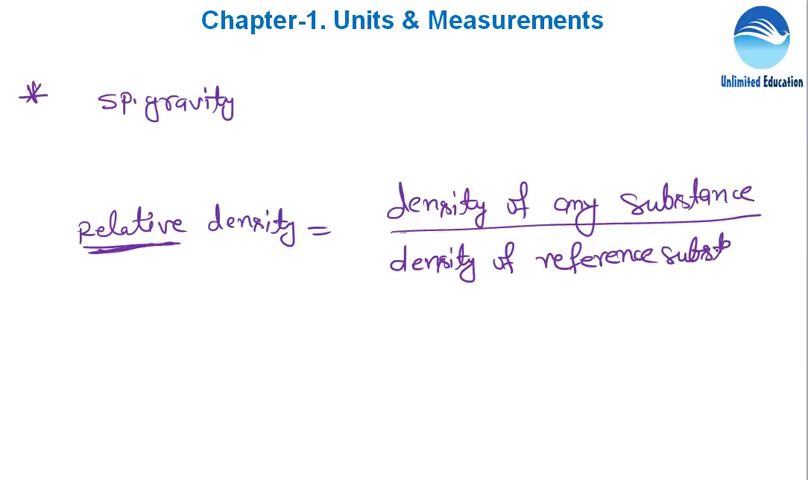 Chapter-1. Units & Measurements
Unlimited Education
* sp. gravity
Relative density = density of any substance
density of reference subst